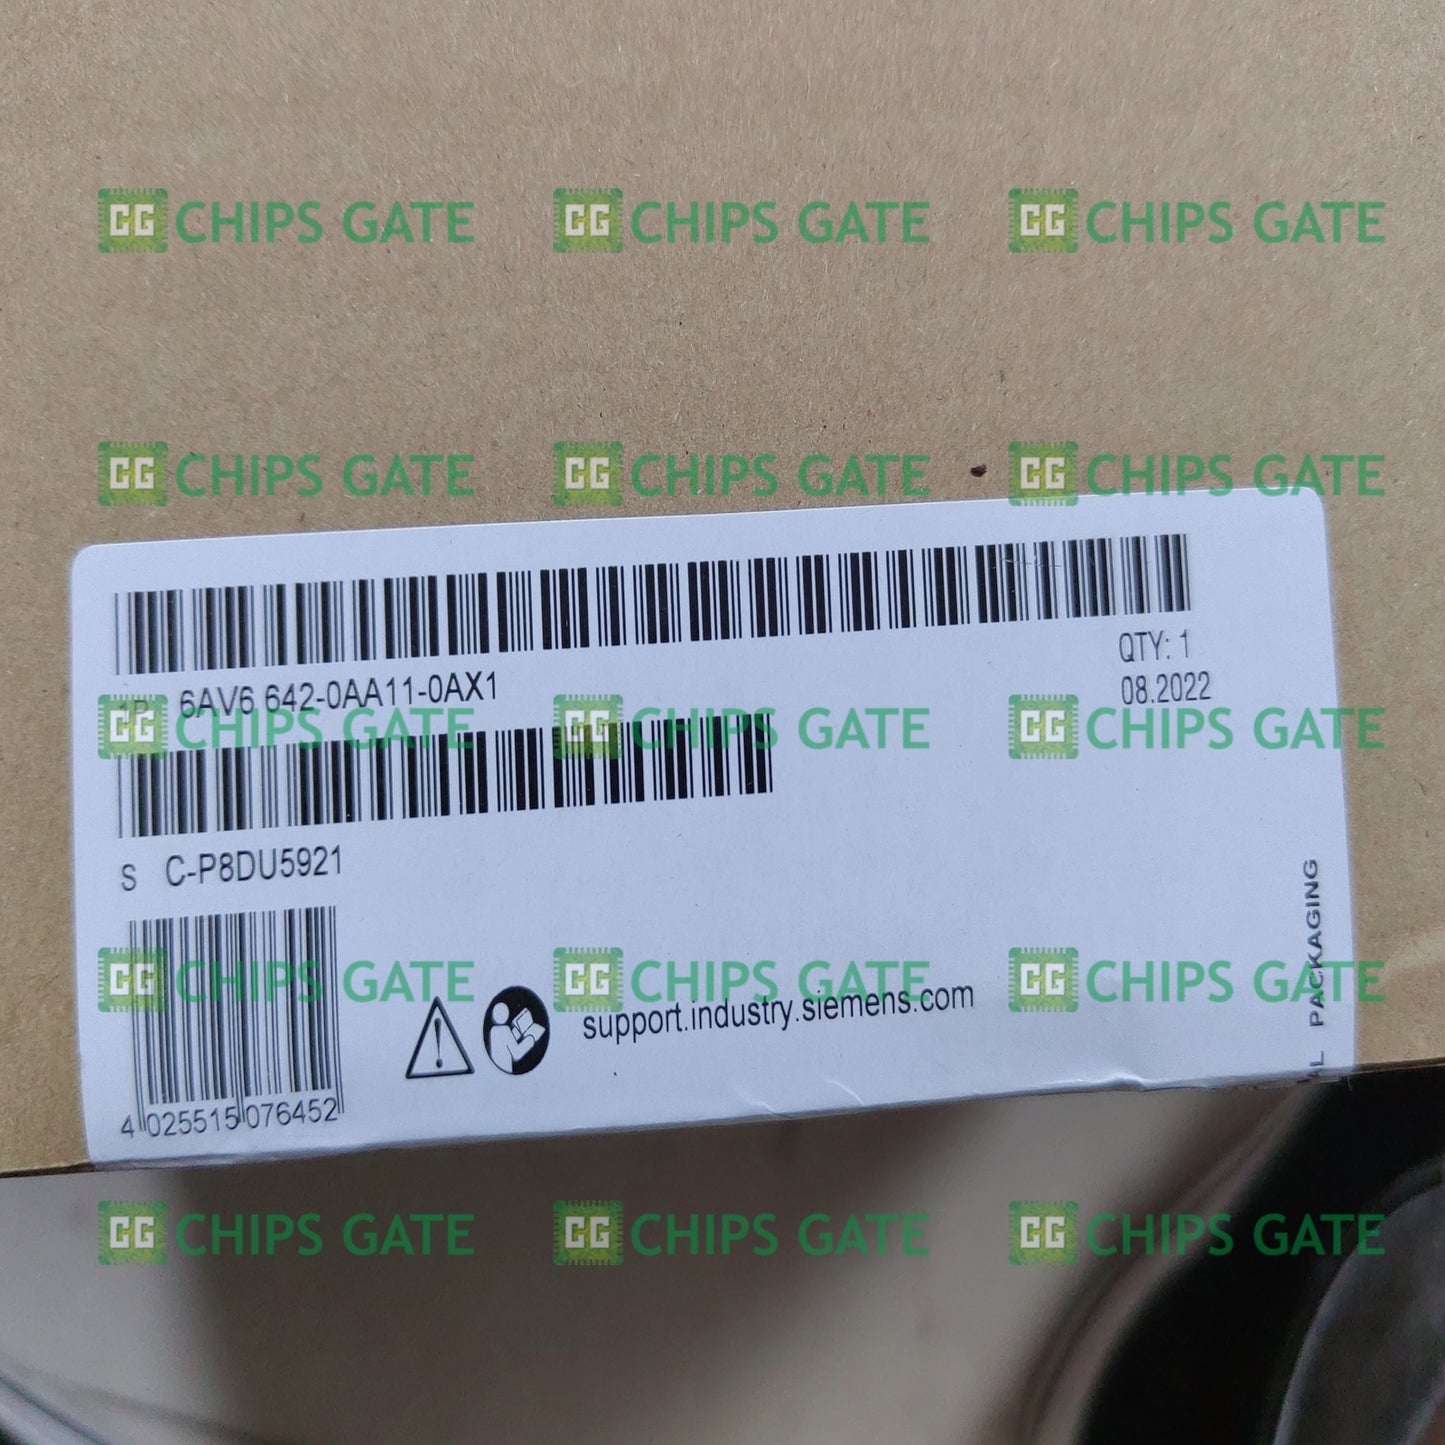 CG CHIPS GATE CG CHIPS GATE CG CHIPS GATE
CG CHIPS GATE CG CHIPS GATE CG CHIPS GATE
QTY: 1
1P 6AV6 642-0AA11-0AX1
08.2022
CG CHIPS GATE CG CHIPS GATE CG CHIPS GATE
S C-P8DU5921
PACKAGING
CG CHIPS GATE CG CHIPS GATE CG CHIPS GATE
support.industry.siemens.com
4 025515 076452
CG CHIPS GATE CG CHIPS GATE CG CHIPS GATE